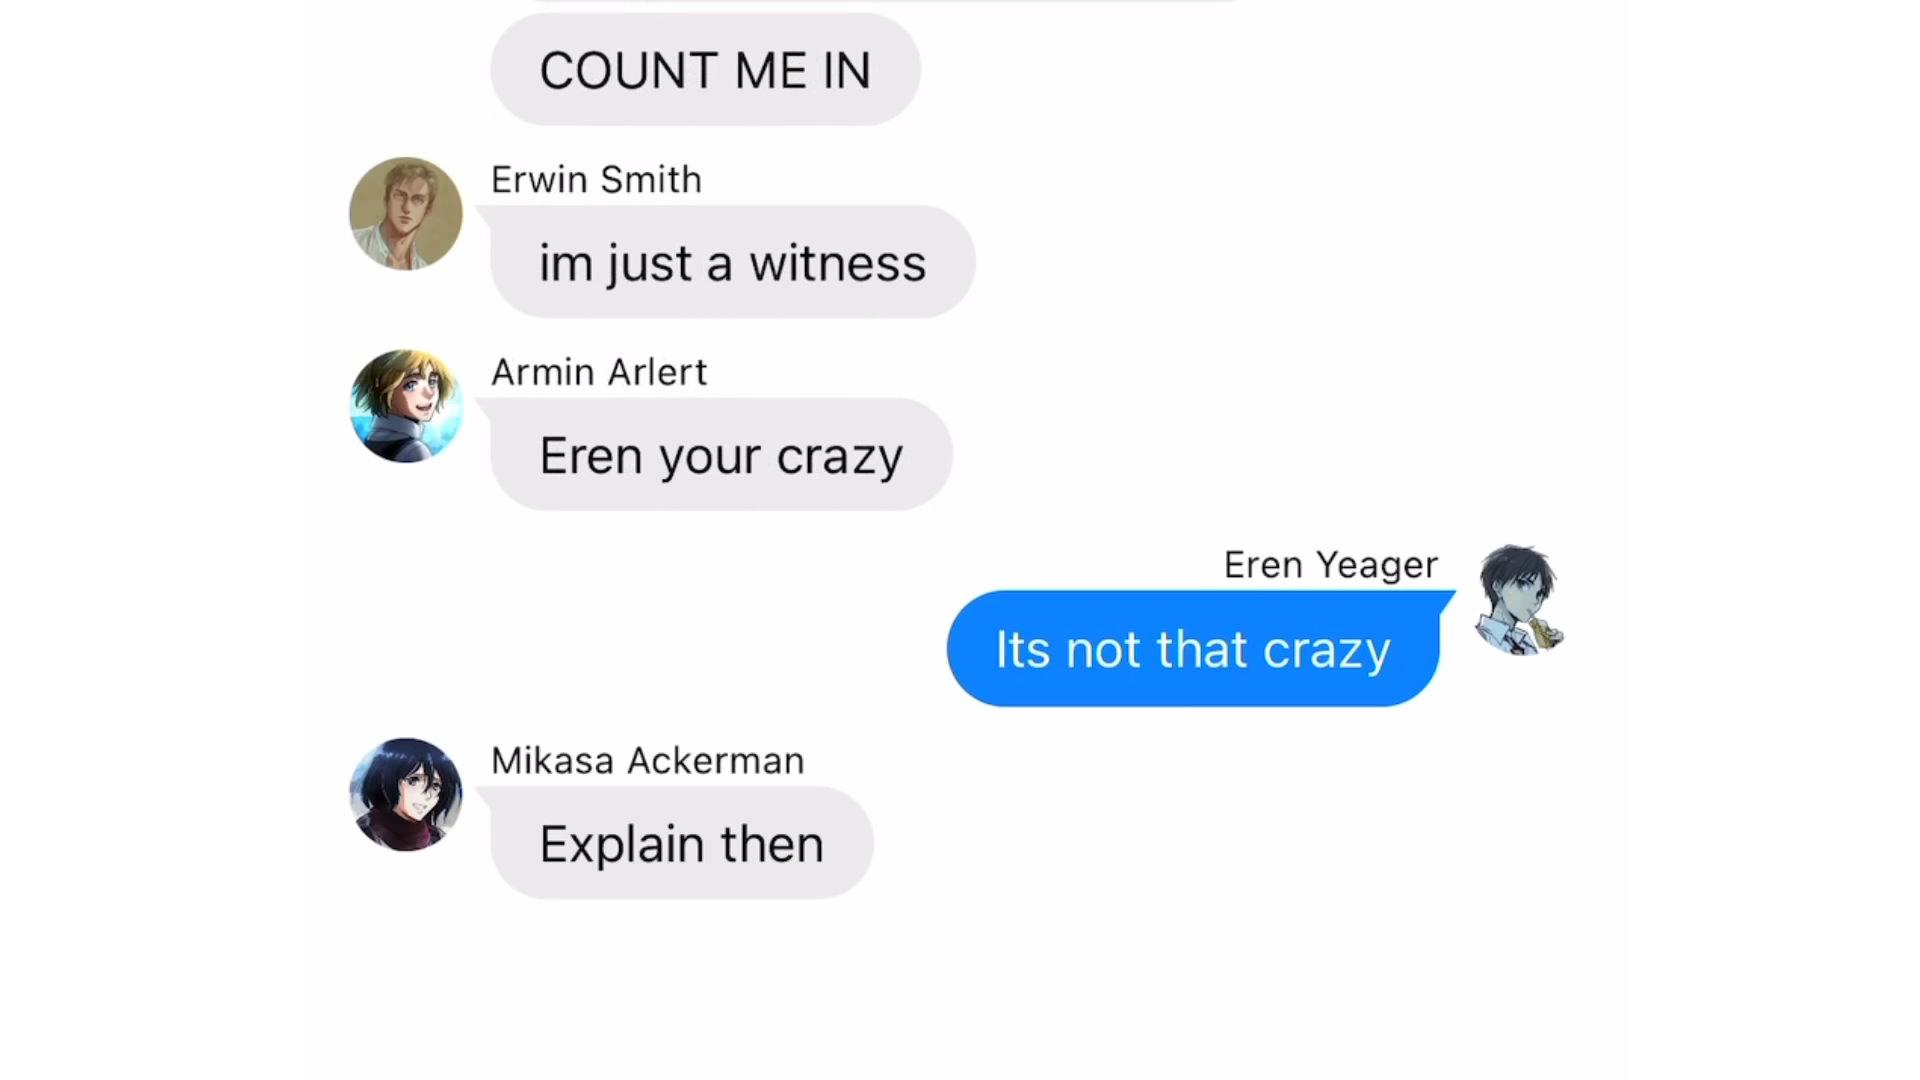 COUNT ME IN
Erwin Smith
im just a witness
Armin Arlert
Eren your crazy
Eren Yeager
Its not that crazy
Mikasa Ackerman
Explain then